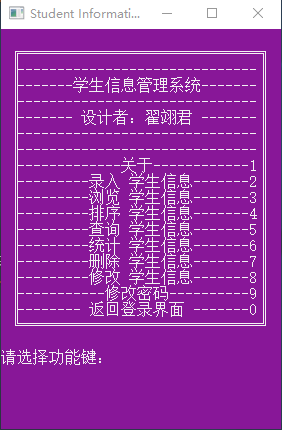 Student Informati...
------------------------------
-------学生信息管理系统-------
------------------------------
-------- 设计者: 翟翊君 --------
------------------------------
------------------------------
-------------关于------------1
---------录入 学生信息-------2
---------浏览 学生信息-------3
---------排序 学生信息-------4
---------查询 学生信息-------5
---------统计 学生信息-------6
---------删除 学生信息-------7
---------修改 学生信息-------8
-----------修改密码----------9
-------- 返回登录界面 --------0
请选择功能键: